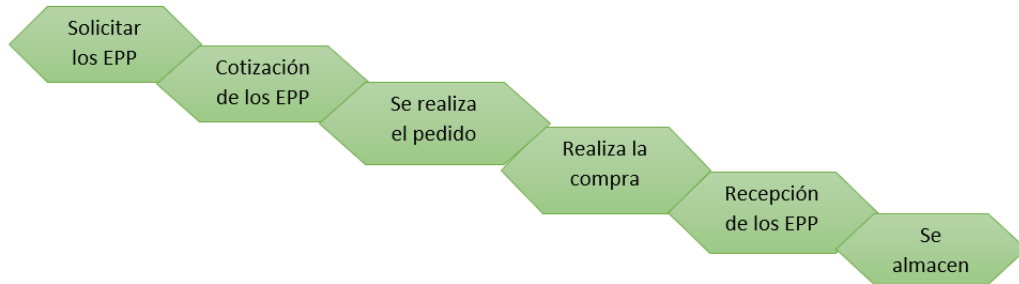 Solicitar
los EPP
Cotización
de los EPP
Se realiza
el pedido
Realiza la
compra
Recepción
de los EPP
Se
almacen